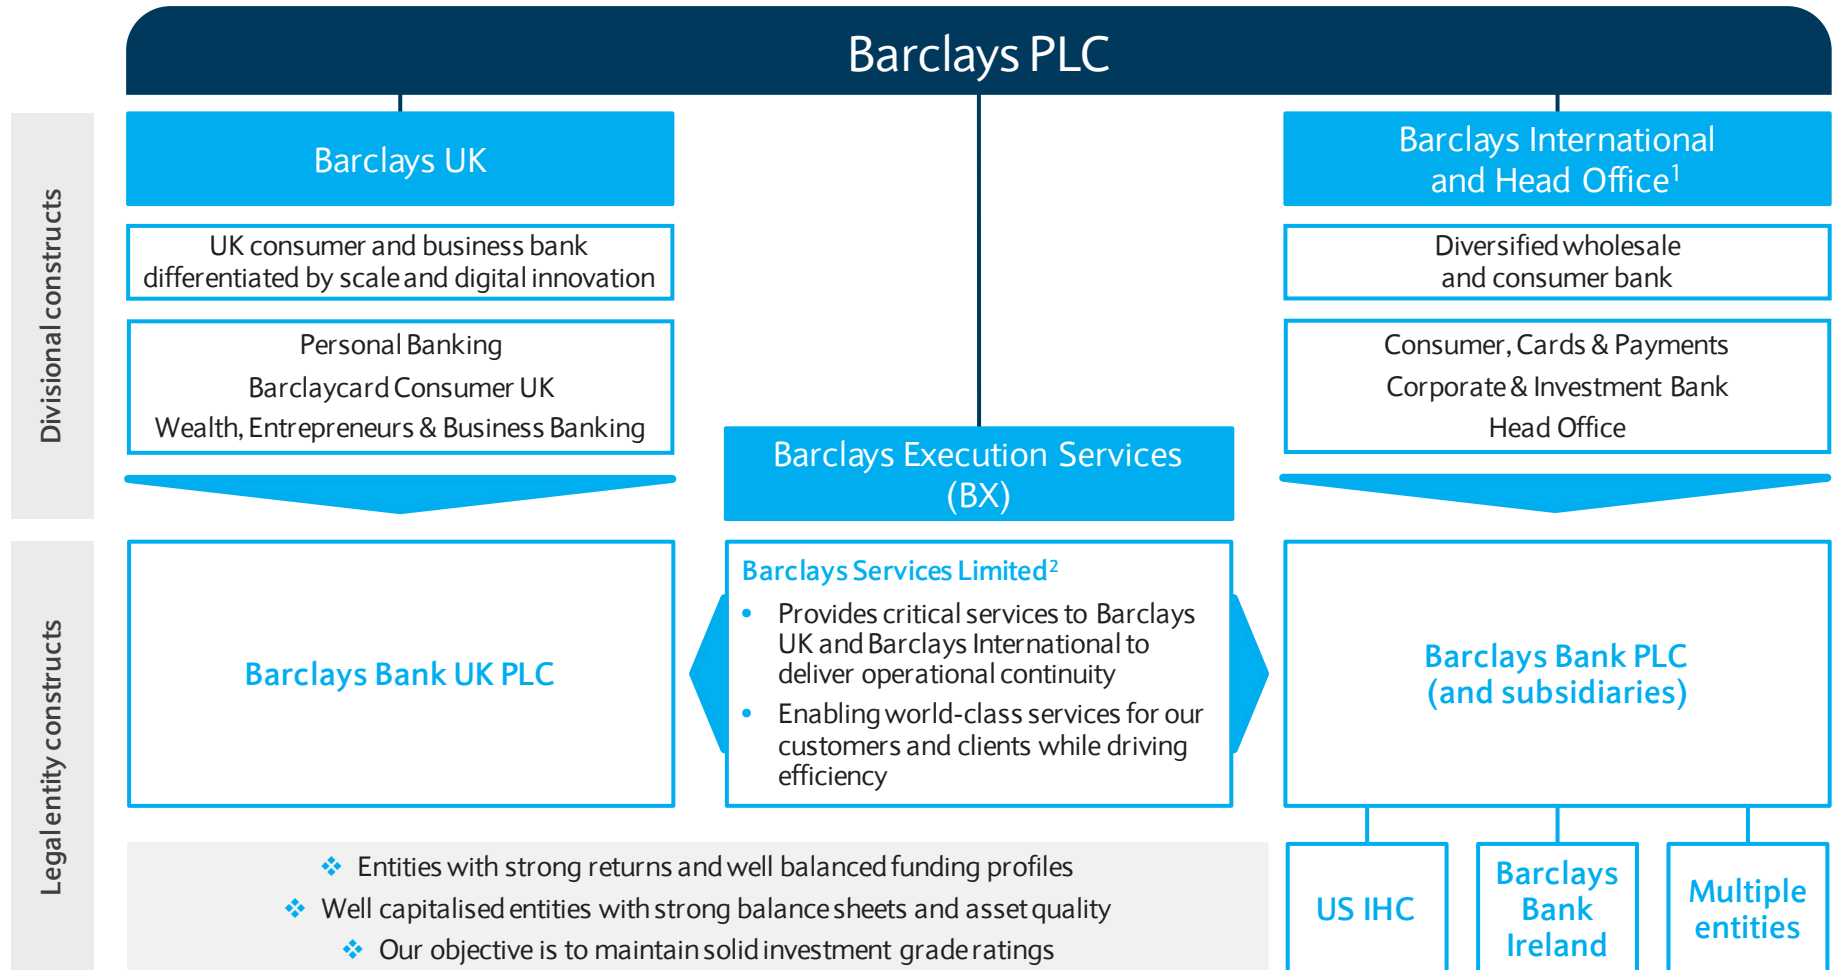 Barclays PLC
Divisional constructs
Barclays UK
UK consumer and business bank
differentiated by scale and digital innovation
Personal Banking
Barclaycard Consumer UK
Wealth, Entrepreneurs & Business Banking
Barclays International
and Head Office¹
Diversified wholesale
and consumer bank
Consumer, Cards & Payments
Corporate & Investment Bank
Head Office
Barclays Execution Services
(BX)
Legal entity constructs
Barclays Bank UK PLC
Barclays Services Limited²
• Provides critical services to Barclays
UK and Barclays International to
deliver operational continuity
• Enabling world-class services for our
customers and clients while driving
efficiency
Barclays Bank PLC
(and subsidiaries)
❖ Entities with strong returns and well balanced funding profiles
❖ Well capitalised entities with strong balance sheets and asset quality
❖ Our objective is to maintain solid investment grade ratings
US IHC
Barclays
Bank
Ireland
Multiple
entities